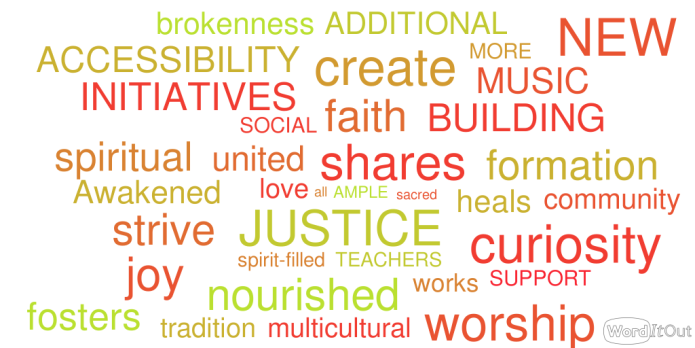 brokenness ADDITIONAL
NEW
ACCESSIBILITY create MORE
MUSIC
INITIATIVES
SOCIAL faith BUILDING
spiritual united shares formation
Awakened love all AMPLE sacred heals community
strive JUSTICE curiosity
spirit-filled TEACHERS
joy nourished works SUPPORT
fosters tradition multicultural worship WordItOut